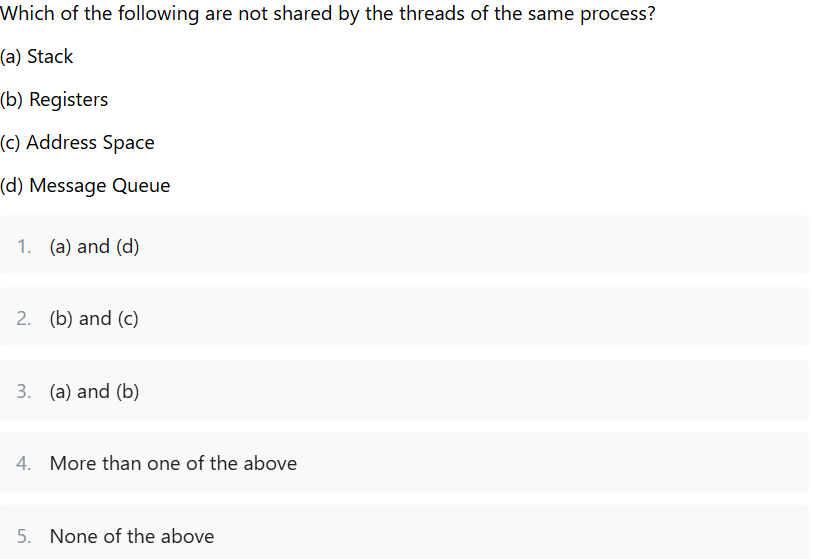 Which of the following are not shared by the threads of the same process?
(a) Stack
(b) Registers
(c) Address Space
(d) Message Queue
1. (a) and (d)
2. (b) and (c)
3. (a) and (b)
4. More than one of the above
5. None of the above